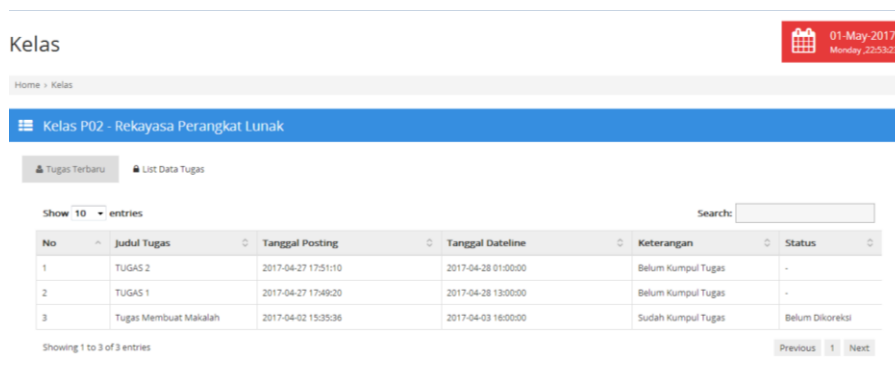 Kelas
01-May-2017
Monday ,22:53:2
Home > Kelas
Kelas P02 - Rekayasa Perangkat Lunak
Tugas Terbaru List Data Tugas
Show 10 entries Search:
No Judul Tugas Tanggal Posting Tanggal Dateline Keterangan Status
1 TUGAS 2 2017-04-27 17:51:10 2017-04-28 01:00:00 Belum Kumpul Tugas -
2 TUGAS 1 2017-04-27 17:49:20 2017-04-28 13:00:00 Belum Kumpul Tugas -
3 Tugas Membuat Makalah 2017-04-02 15:35:36 2017-04-03 16:00:00 Sudah Kumpul Tugas Belum Dikoreksi
Showing 1 to 3 of 3 entries Previous 1 Next